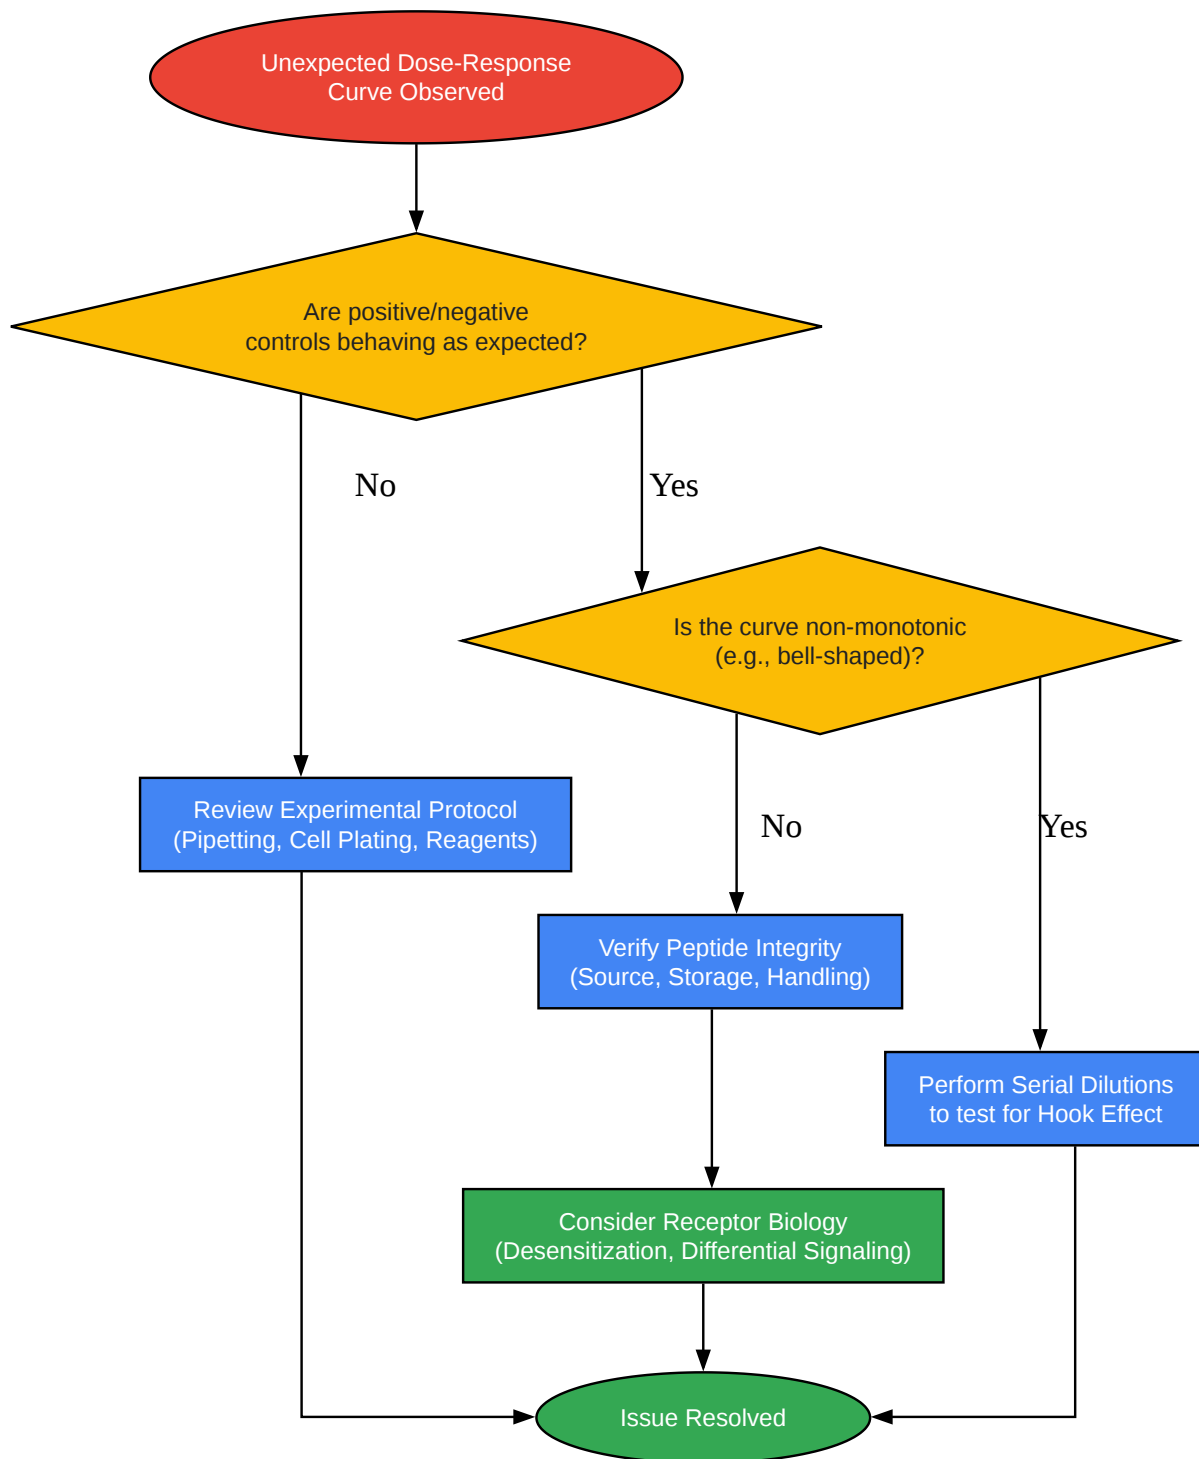 Unexpected Dose-Response
Curve Observed
Are positive/negative
controls behaving as expected?
No
Yes
Is the curve non-monotonic
(e.g., bell-shaped)?
Review Experimental Protocol
(Pipetting, Cell Plating, Reagents)
No
Yes
Verify Peptide Integrity
(Source, Storage, Handling)
Perform Serial Dilutions
to test for Hook Effect
Consider Receptor Biology
(Desensitization, Differential Signaling)
Issue Resolved